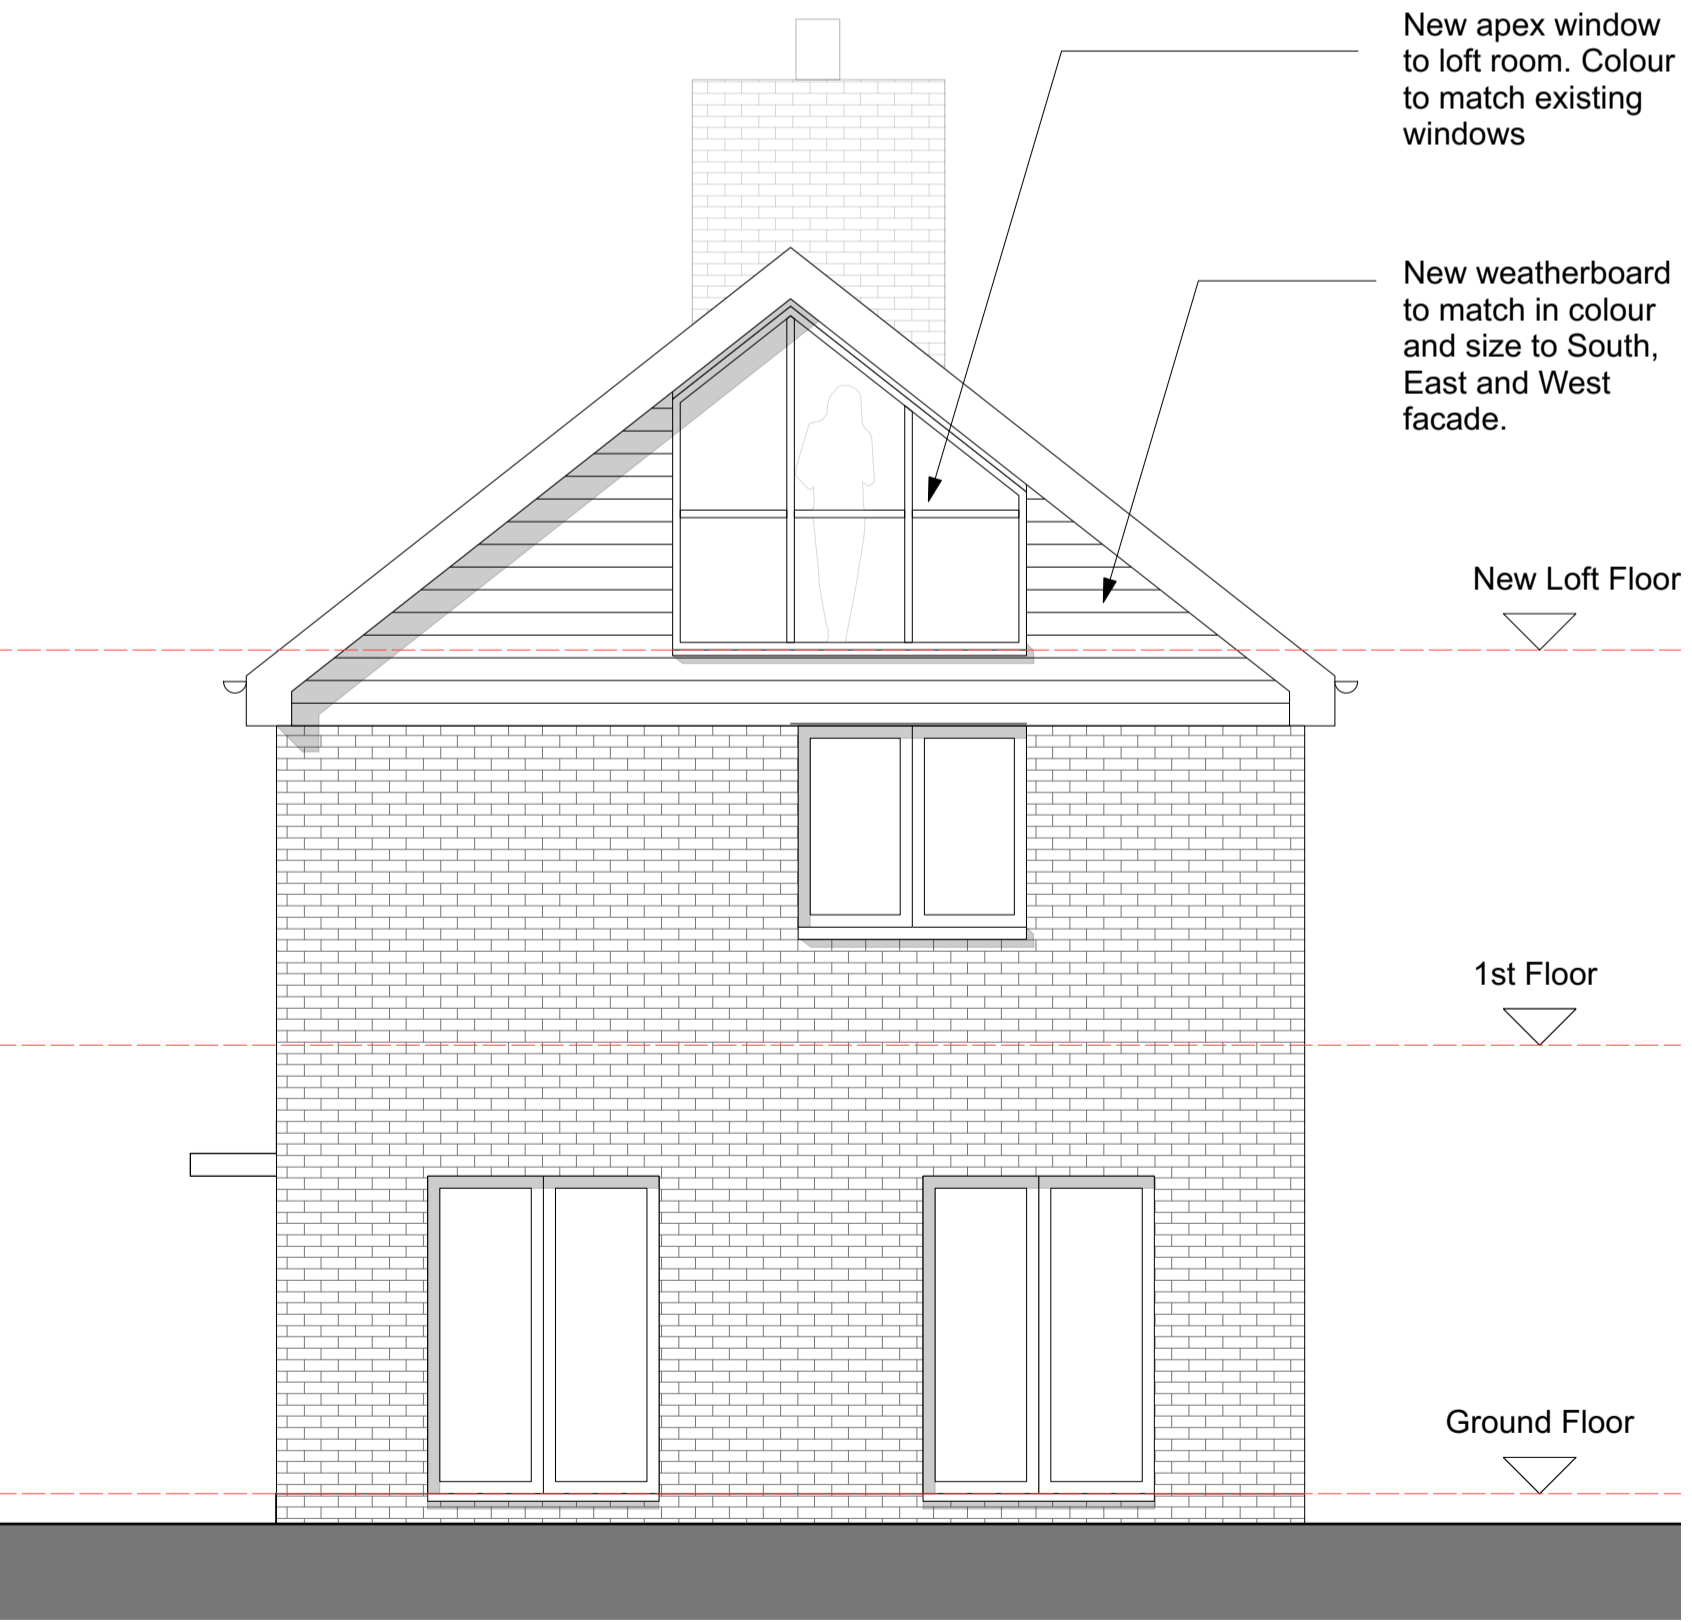 New apex window
to loft room. Colour
to match existing
windows
New weatherboard
to match in colour
and size to South,
East and West
facade.
New Loft Floor
1st Floor
Ground Floor